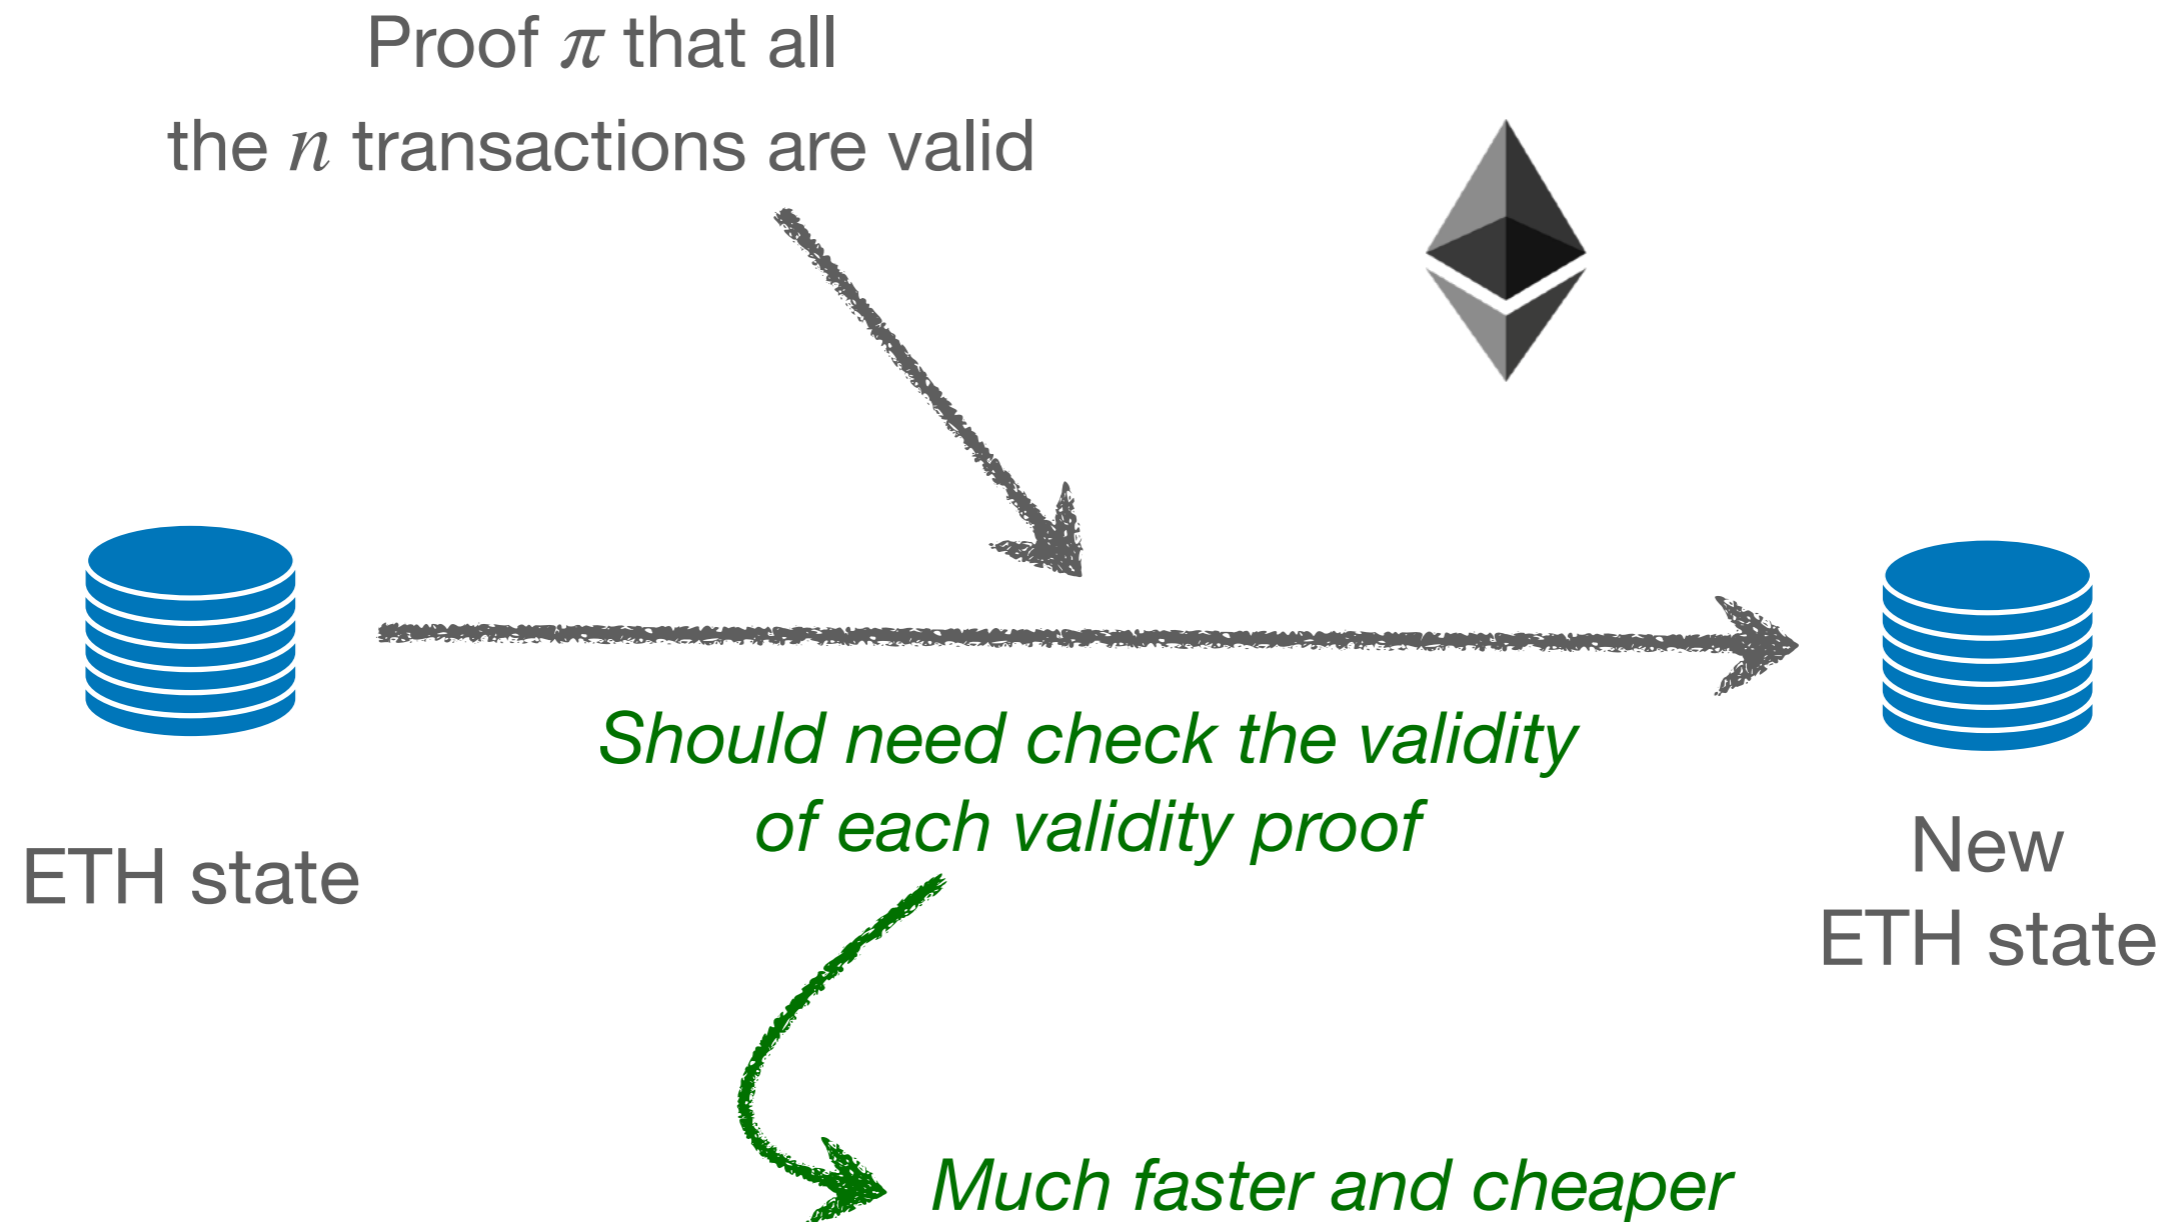 Proof π that all
the n transactions are valid
Should need check the validity
of each validity proof
ETH state
New
ETH state
Much faster and cheaper